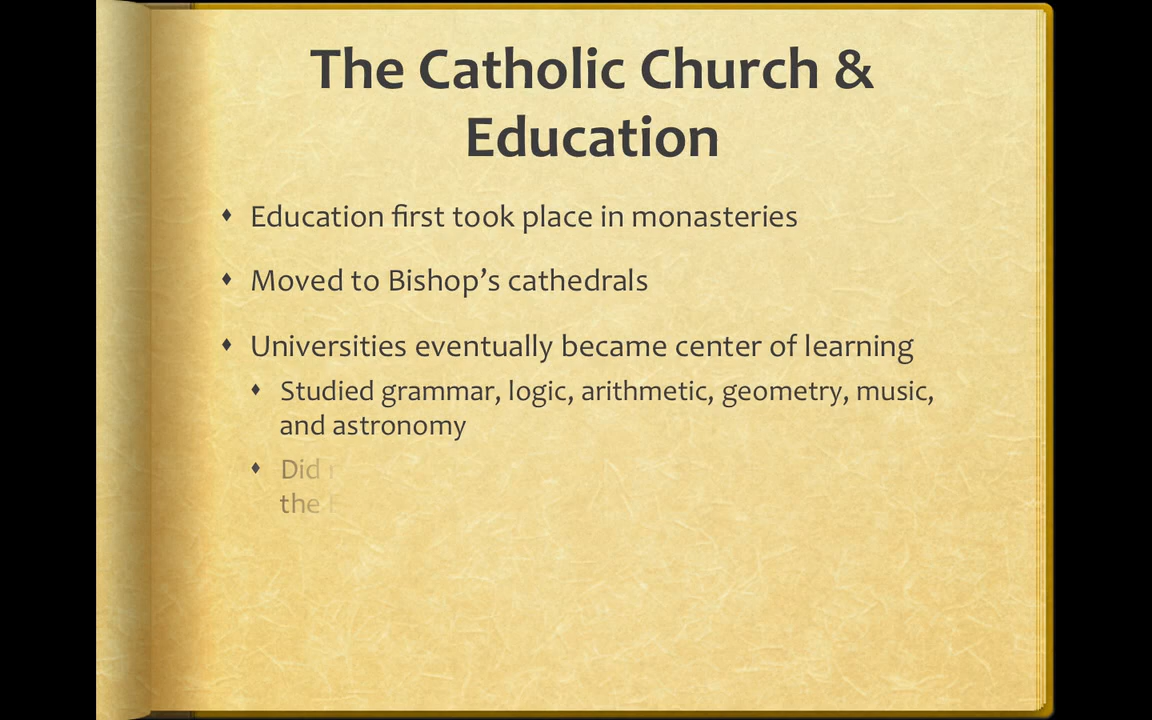 The Catholic Church &
Education
Education first took place in monasteries
Moved to Bishop’s cathedrals
Universities eventually became center of learning
Studied grammar, logic, arithmetic, geometry, music,
and astronomy
Did
the